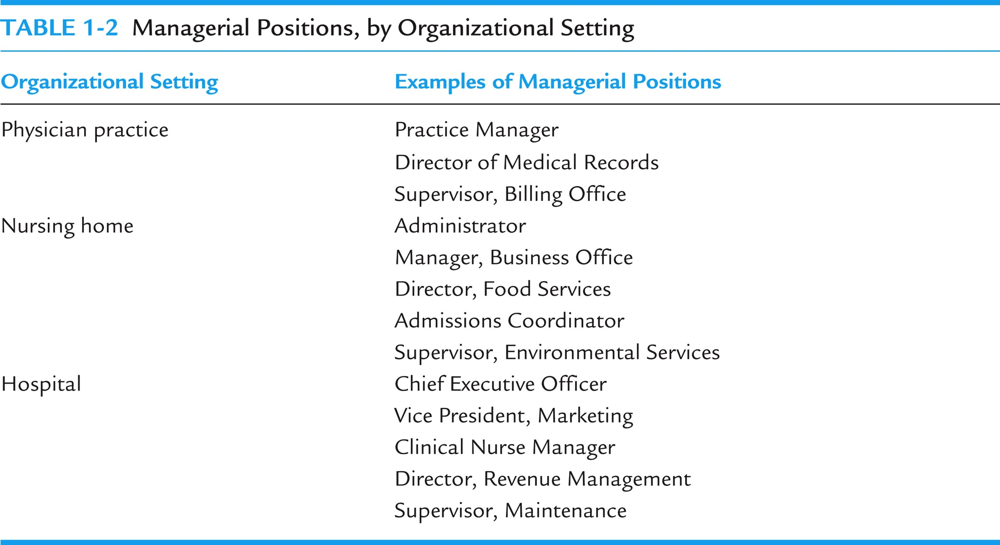 TABLE 1-2 Managerial Positions, by Organizational Setting
Organizational Setting Examples of Managerial Positions
Physician practice Practice Manager
Director of Medical Records
Supervisor, Billing Office
Nursing home Administrator
Manager, Business Office
Director, Food Services
Admissions Coordinator
Supervisor, Environmental Services
Hospital Chief Executive Officer
Vice President, Marketing
Clinical Nurse Manager
Director, Revenue Management
Supervisor, Maintenance